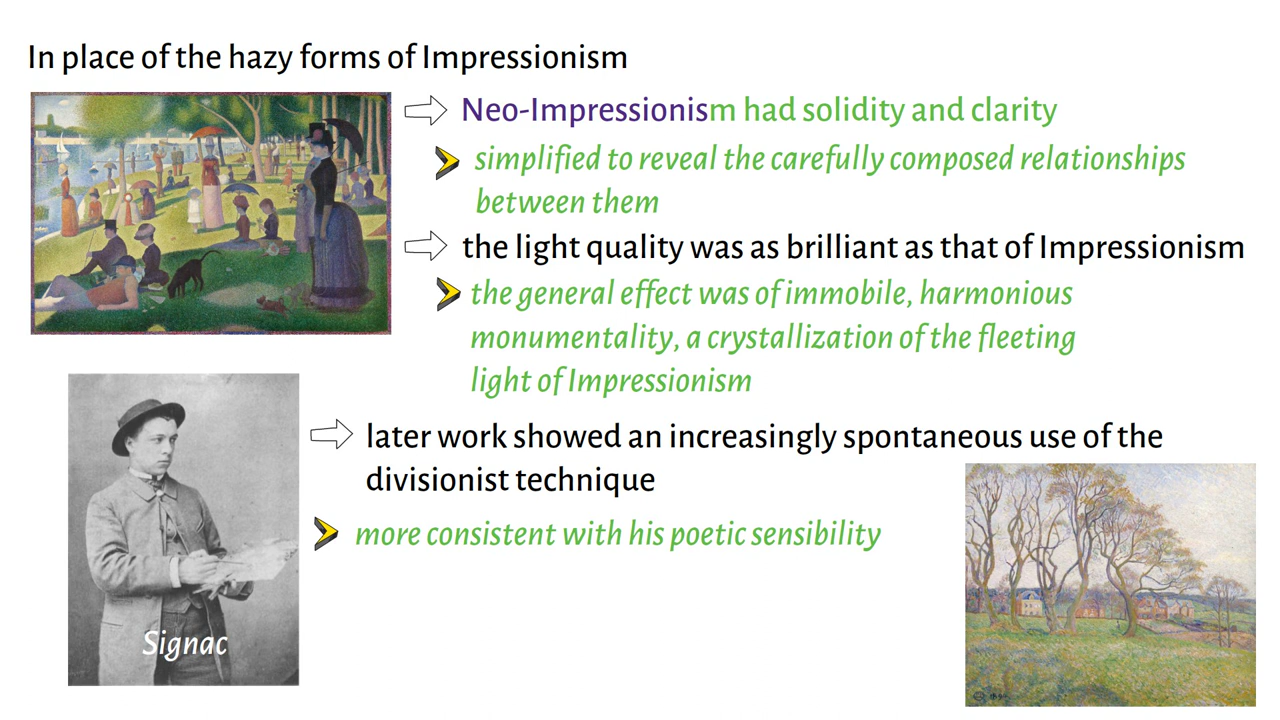 In place of the hazy forms of Impressionism
Neo-Impressionism had solidity and clarity
simplified to reveal the carefully composed relationships
between them
the light quality was as brilliant as that of Impressionism
the general effect was of immobile, harmonious
monumentality, a crystallization of the fleeting
light of Impressionism
later work showed an increasingly spontaneous use of the
divisionist technique
more consistent with his poetic sensibility
Signac